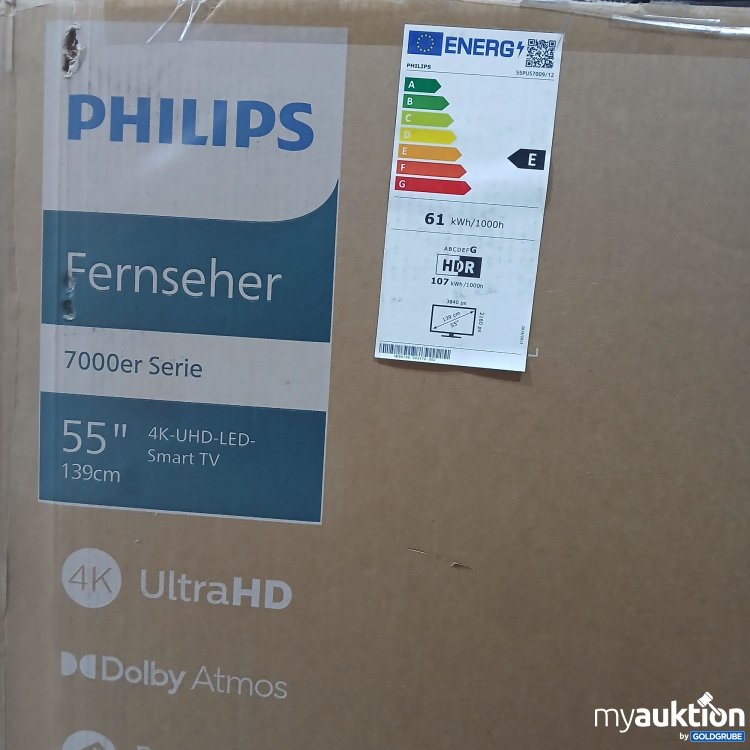 PHILIPS
Fernseher
7000er Serie
55"
139cm
4K-UHD-LED-
Smart TV
4K UltraHD
Dolby Atmos
ENERG
PHILIPS
55PUS7009/12
A
B
C
D
E
F
G
E
61 kWh/1000h
ABCDEFG
HDR
107 kWh/1000h
3840 px
2160 px
139 cm
55"
myauktion
by GOLDGRUBE